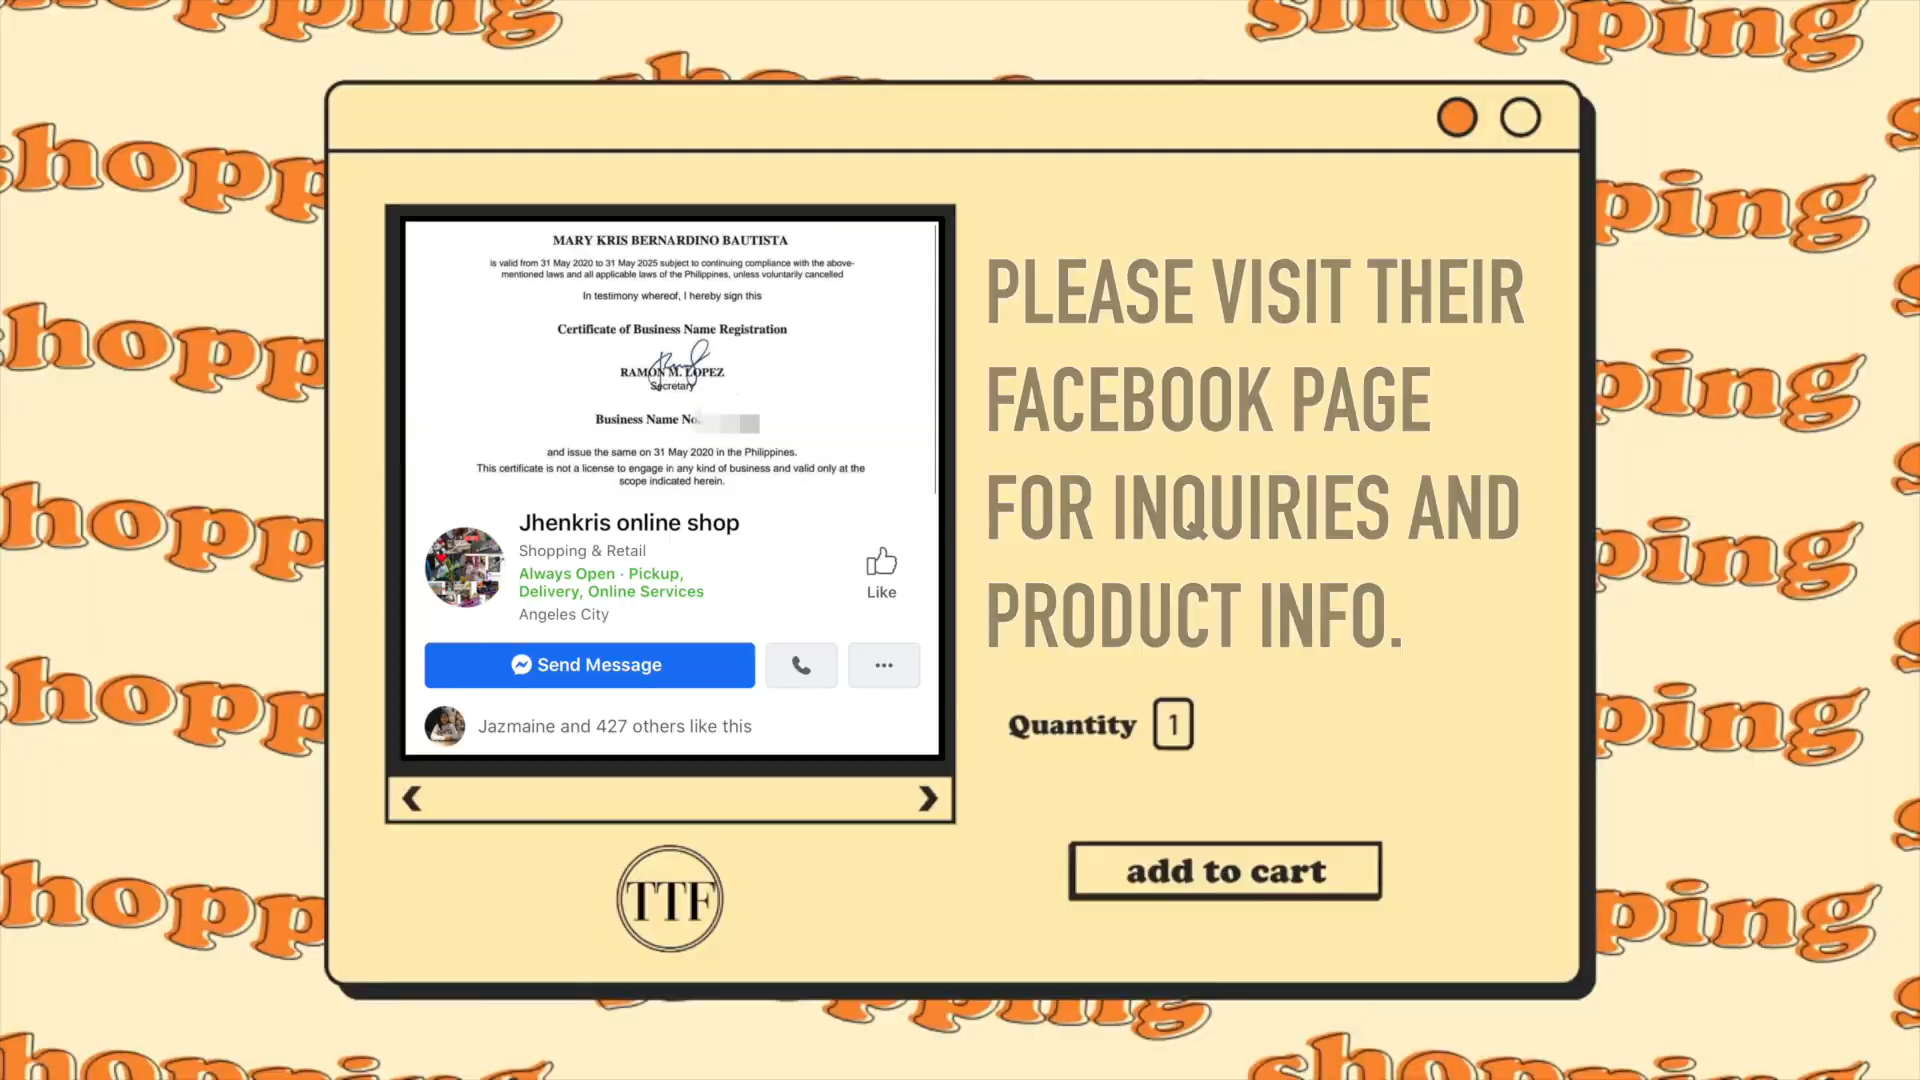 shopping
shopping
MARY KRIS BERNARDINO BAUTISTA
is valid from 31 May 2020 to 31 May 2025 subject to continuing compliance with the above-
mentioned laws and all applicable laws of the Philippines, unless voluntarily cancelled
In testimony whereof, I hereby sign this
Certificate of Business Name Registration
RAMON M. LOPEZ
Secretary
Business Name No.
and issue the same on 31 May 2020 in the Philippines.
This certificate is not a license to engage in any kind of business and valid only at the
scope indicated herein.
Jhenkris online shop
Shopping & Retail
Always Open · Pickup,
Delivery, Online Services
Angeles City
Like
Send Message
Jazmaine and 427 others like this
PLEASE VISIT THEIR
FACEBOOK PAGE
FOR INQUIRIES AND
PRODUCT INFO.
Quantity 1
add to cart
TTF
shopping
shopping